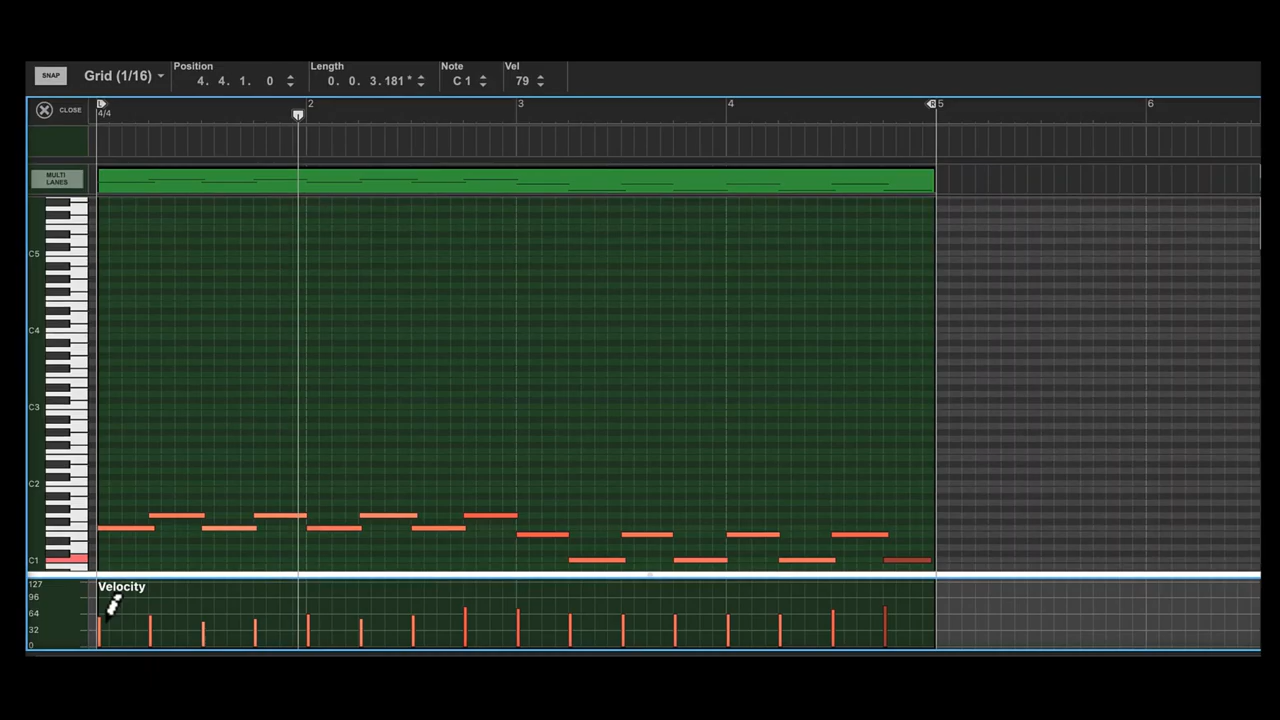 Position Length Note Vel
SNAP Grid (1/16) 4. 4. 1. 0 0. 0. 3.181 * C 1 79
CLOSE L 2 3 4 R 5 6
4/4
MULTI
LANES
C5
C4
C3
C2
C1
127 Velocity
96
64
32
0